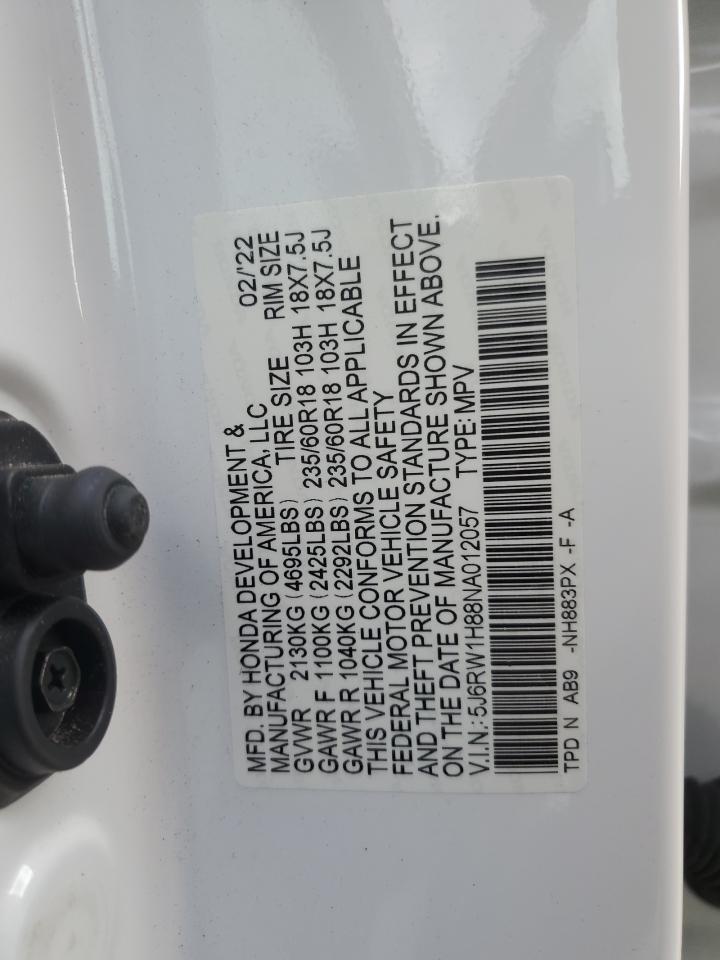 MFD. BY HONDA DEVELOPMENT &
MANUFACTURING OF AMERICA, LLC 02/'22
GVWR 2130KG (4695LBS) TIRE SIZE RIM SIZE
GAWR F 1100KG (2425LBS) 235/60R18 103H 18X7.5J
GAWR R 1040KG (2292LBS) 235/60R18 103H 18X7.5J
THIS VEHICLE CONFORMS TO ALL APPLICABLE
FEDERAL MOTOR VEHICLE SAFETY
AND THEFT PREVENTION STANDARDS IN EFFECT
ON THE DATE OF MANUFACTURE SHOWN ABOVE.
V.I.N.: 5J6RW1H88NA012057 TYPE: MPV
TPD N AB9 -NH883PX -F -A